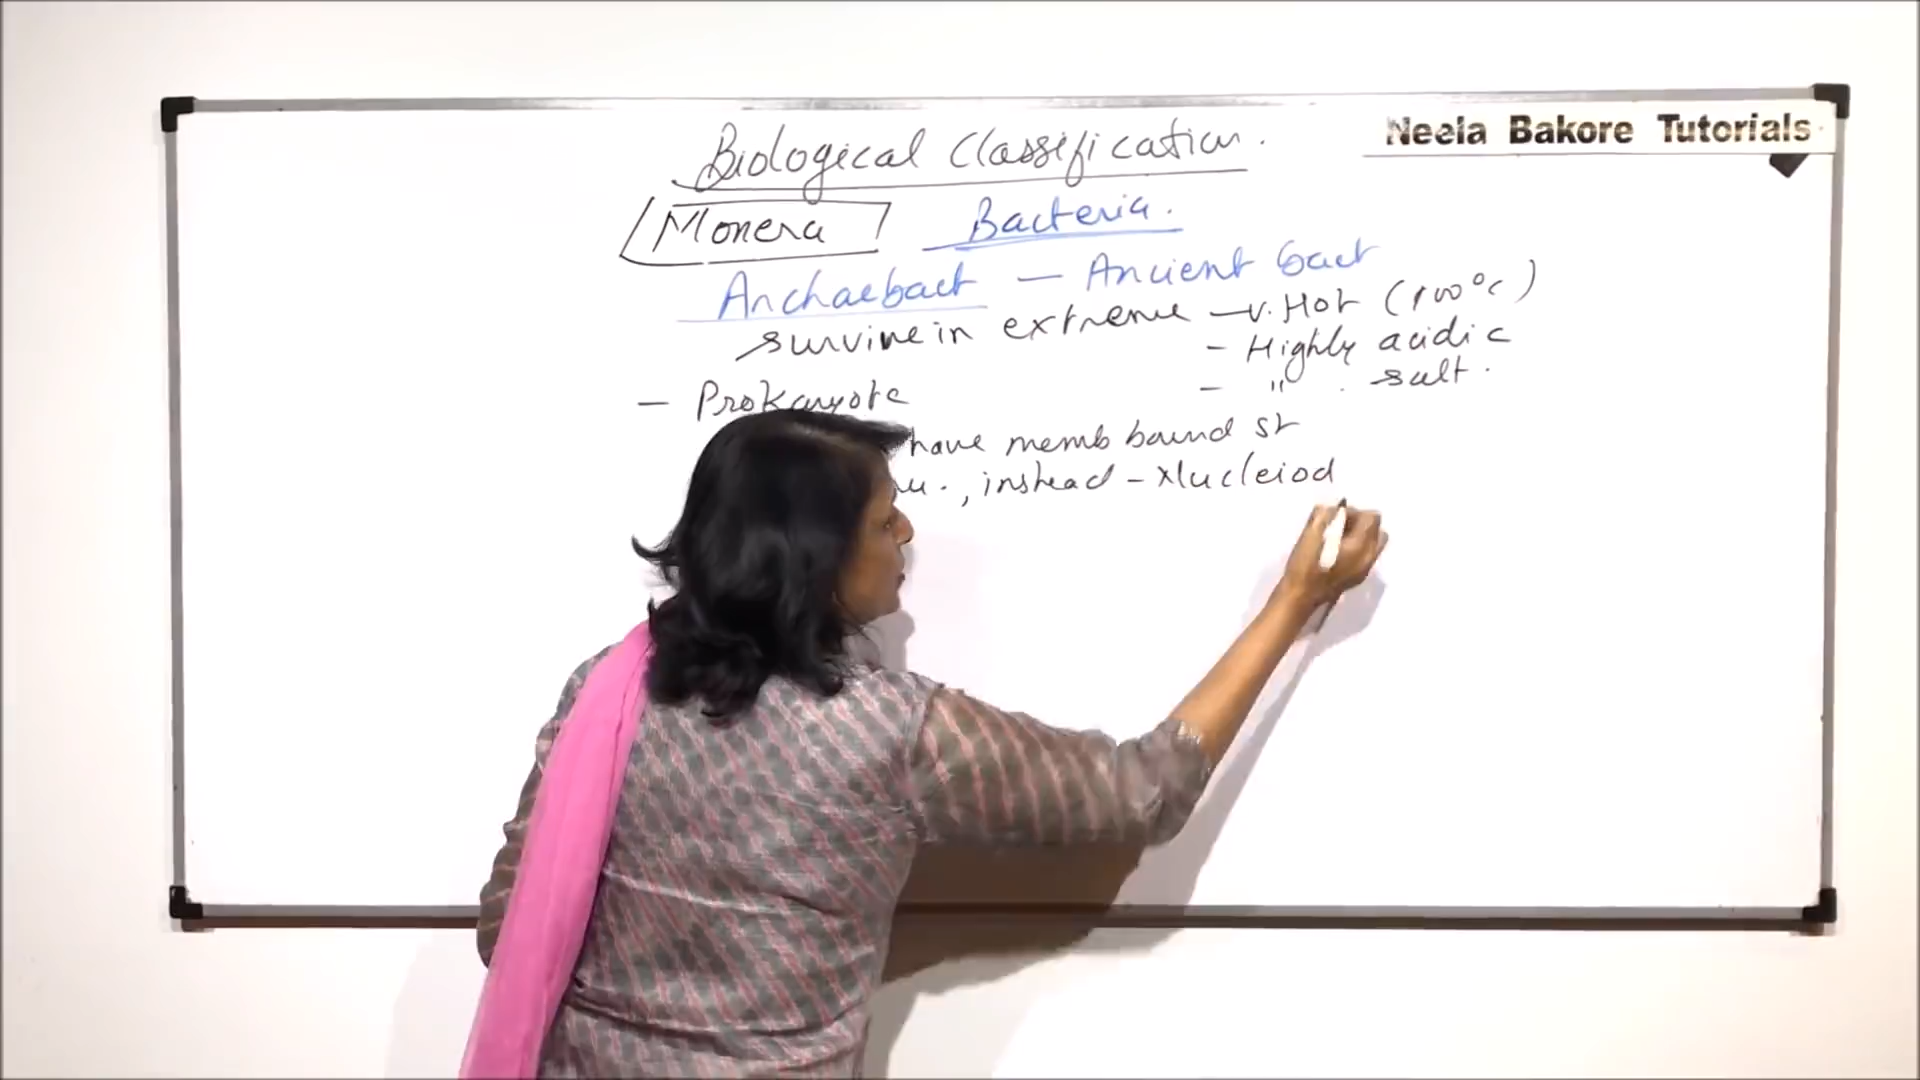 Biological Classification.
Neela Bakore Tutorials
Monera Bacteria.
Archaebact — Ancient bact
survive in extreme — v. Hot (100°c)
- Highly acidic
- " salt.
— Prokaryote
have memb bound st
, instead - Nucleiod